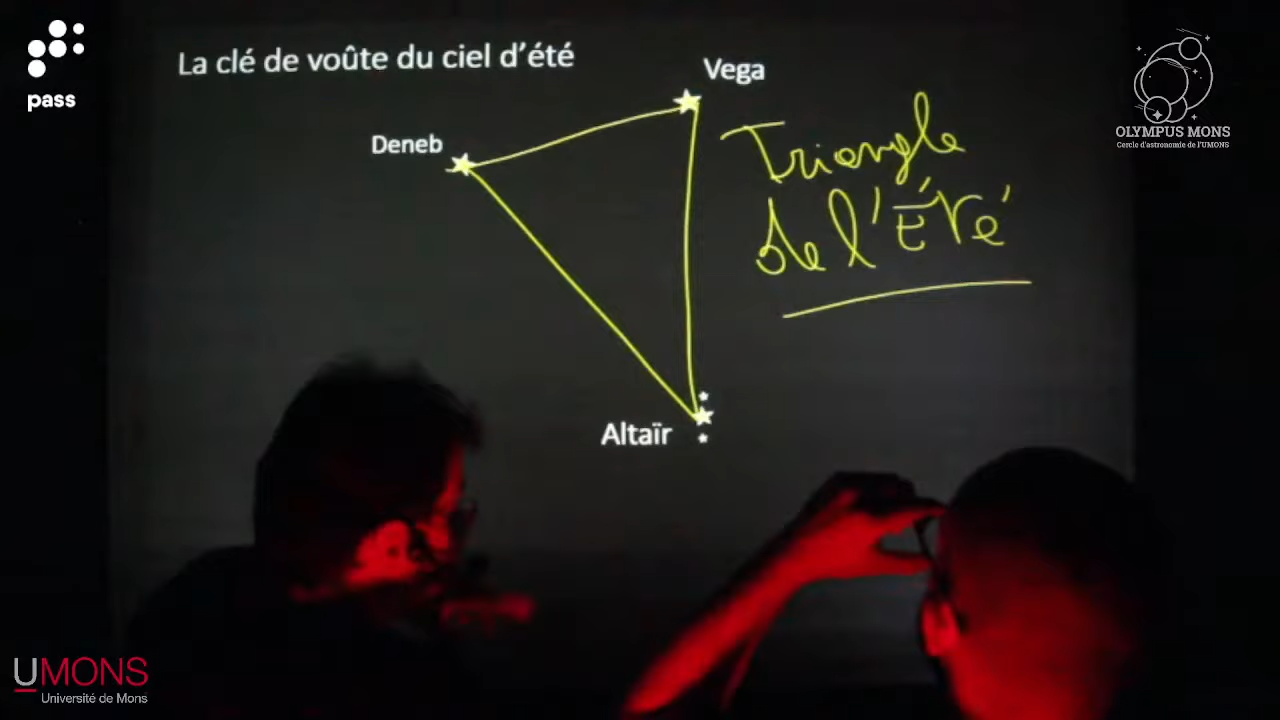 pass
La clé de voûte du ciel d'été
Vega
Deneb
Triangle
de l'Été
Altaïr
OLYMPUS MONS
Cercle d'astronomie de l'UMONS
UMONS
Université de Mons